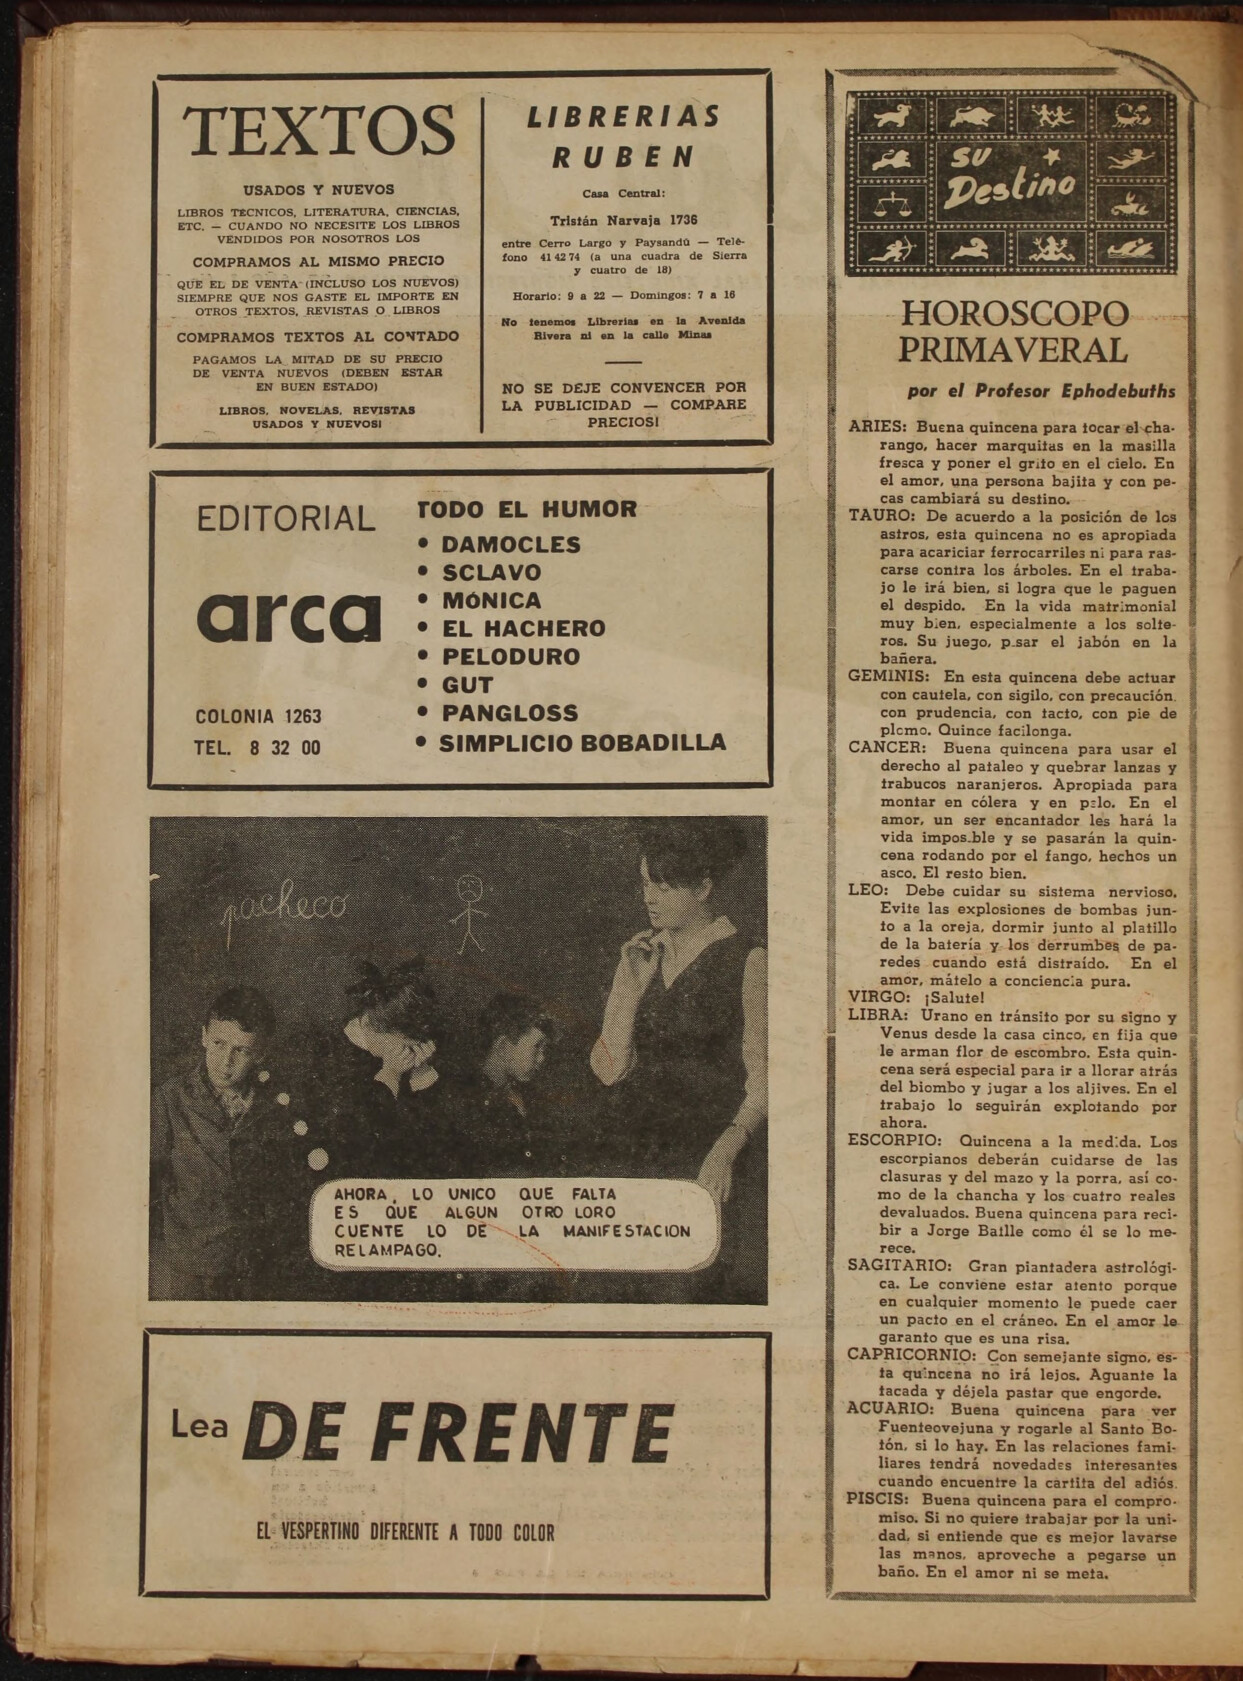 TEXTOS
USADOS Y NUEVOS
LIBROS TECNICOS, LITERATURA, CIENCIAS,
ETC. — CUANDO NO NECESITE LOS LIBROS
VENDIDOS POR NOSOTROS LOS
COMPRAMOS AL MISMO PRECIO
QUE EL DE VENTA (INCLUSO LOS NUEVOS)
SIEMPRE QUE NOS GASTE EL IMPORTE EN
OTROS TEXTOS, REVISTAS O LIBROS
COMPRAMOS TEXTOS AL CONTADO
PAGAMOS LA MITAD DE SU PRECIO
DE VENTA NUEVOS (DEBEN ESTAR
EN BUEN ESTADO)
LIBROS, NOVELAS, REVISTAS
USADOS Y NUEVOS!
LIBRERIAS
RUBEN
Casa Central:
Tristán Narvaja 1736
entre Cerro Largo y Paysandú — Telé-
fono 41 42 74 (a una cuadra de Sierra
y cuatro de 18)
Horario: 9 a 22 — Domingos: 7 a 16
No tenemos Librerías en la Avenida
Rivera ni en la calle Minas
NO SE DEJE CONVENCER POR
LA PUBLICIDAD — COMPARE
PRECIOS!
EDITORIAL
arca
COLONIA 1263
TEL. 8 32 00
TODO EL HUMOR
• DAMOCLES
• SCLAVO
• MÓNICA
• EL HACHERO
• PELODURO
• GUT
• PANGLOSS
• SIMPLICIO BOBADILLA
pacheco
AHORA, LO UNICO QUE FALTA
ES QUE ALGUN OTRO LORO
CUENTE LO DE LA MANIFESTACION
RELAMPAGO.
Lea DE FRENTE
EL VESPERTINO DIFERENTE A TODO COLOR
SU
Destino
HOROSCOPO
PRIMAVERAL
por el Profesor Ephodebuths
ARIES: Buena quincena para tocar el cha-
rango, hacer marquitas en la masilla
fresca y poner el grito en el cielo. En
el amor, una persona bajita y con pe-
cas cambiará su destino.
TAURO: De acuerdo a la posición de los
astros, esta quincena no es apropiada
para acariciar ferrocarriles ni para ras-
carse contra los árboles. En el traba-
jo le irá bien, si logra que le paguen
el despido. En la vida matrimonial
muy bien, especialmente a los solte-
ros. Su juego, pisar el jabón en la
bañera.
GEMINIS: En esta quincena debe actuar
con cautela, con sigilo, con precaución,
con prudencia, con tacto, con pie de
plomo. Quince facilonga.
CANCER: Buena quincena para usar el
derecho al pataleo y quebrar lanzas y
trabucos naranjeros. Apropiada para
montar en cólera y en pelo. En el
amor, un ser encantador les hará la
vida imposible y se pasarán la quin-
cena rodando por el fango, hechos un
asco. El resto bien.
LEO: Debe cuidar su sistema nervioso.
Evite las explosiones de bombas jun-
to a la oreja, dormir junto al platillo
de la batería y los derrumbes de pa-
redes cuando está distraído. En el
amor, mátelo a conciencia pura.
VIRGO: ¡Salute!
LIBRA: Urano en tránsito por su signo y
Venus desde la casa cinco, en fija que
le arman flor de escombro. Esta quin-
cena será especial para ir a llorar atrás
del biombo y jugar a los aljives. En el
trabajo lo seguirán explotando por
ahora.
ESCORPIO: Quincena a la medida. Los
escorpianos deberán cuidarse de las
clasuras y del mazo y la porra, así co-
mo de la chancha y los cuatro reales
devaluados. Buena quincena para reci-
bir a Jorge Batlle como él se lo me-
rece.
SAGITARIO: Gran piantadera astrológi-
ca. Le conviene estar atento porque
en cualquier momento le puede caer
un pacto en el cráneo. En el amor le
garanto que es una risa.
CAPRICORNIO: Con semejante signo, es-
ta quincena no irá lejos. Aguante la
tacada y déjela pastar que engorde.
ACUARIO: Buena quincena para ver
Fuenteovejuna y rogarle al Santo Bo-
tón, si lo hay. En las relaciones fami-
liares tendrá novedades interesantes
cuando encuentre la cartita del adiós.
PISCIS: Buena quincena para el compro-
miso. Si no quiere trabajar por la uni-
dad, si entiende que es mejor lavarse
las manos, aproveche a pegarse un
baño. En el amor ni se meta.